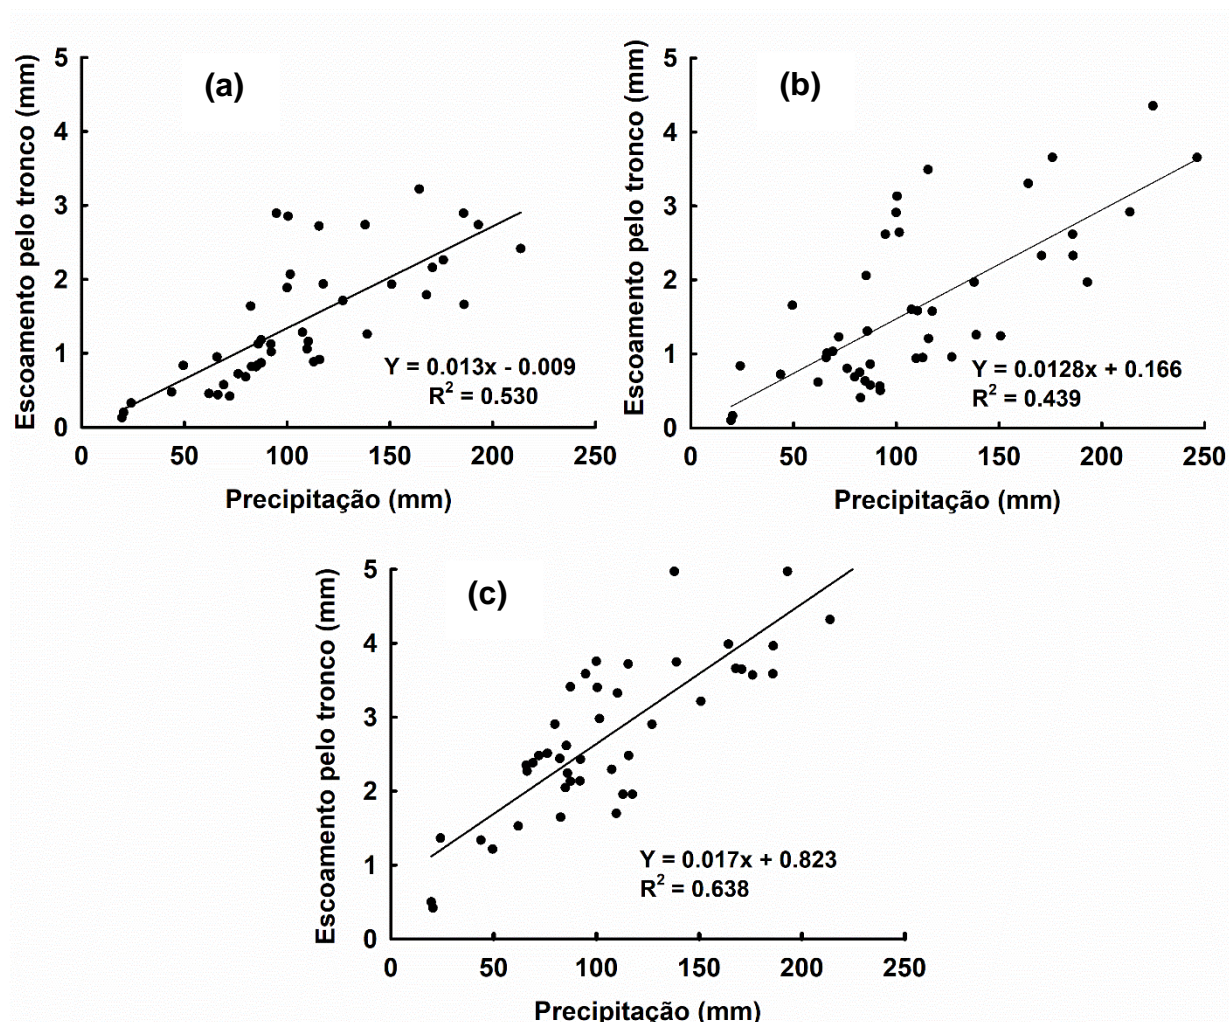 (a)
Escoamento pelo tronco (mm)
5
4
3
2
1
0
Y = 0.013x - 0.009
R² = 0.530
0 50 100 150 200 250
Precipitação (mm)
(b)
Escoamento pelo tronco (mm)
5
4
3
2
1
0
Y = 0.0128x + 0.166
R² = 0.439
0 50 100 150 200 250
Precipitação (mm)
(c)
Escoamento pelo tronco (mm)
5
4
3
2
1
0
Y = 0.017x + 0.823
R² = 0.638
0 50 100 150 200 250
Precipitação (mm)